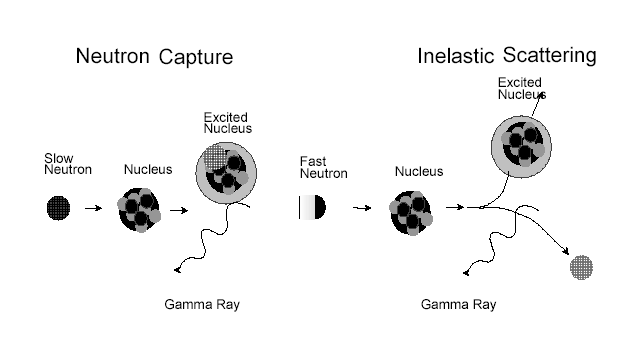 Neutron Capture
Slow
Neutron
Nucleus
Excited
Nucleus
Gamma Ray
Inelastic Scattering
Fast
Neutron
Nucleus
Excited
Nucleus
Gamma Ray